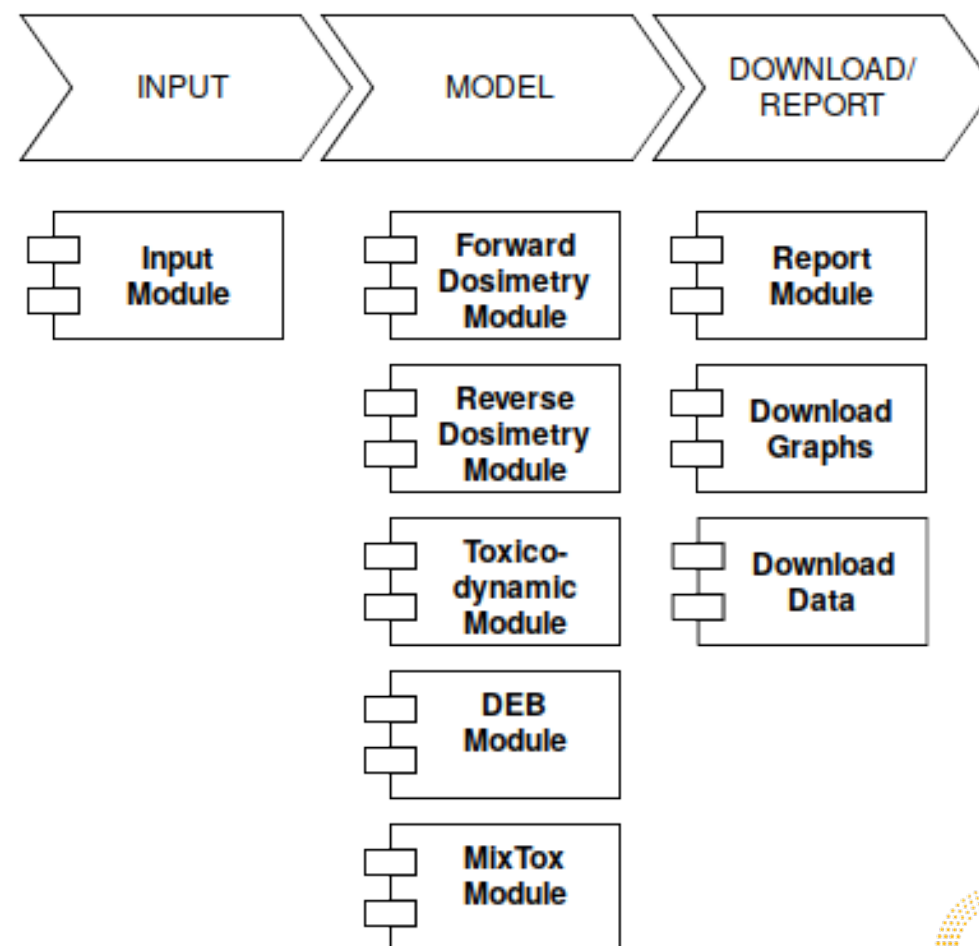 INPUT
MODEL
DOWNLOAD/
REPORT
Input
Module
Forward
Dosimetry
Module
Report
Module
Reverse
Dosimetry
Module
Download
Graphs
Toxico-
dynamic
Module
Download
Data
DEB
Module
MixTox
Module